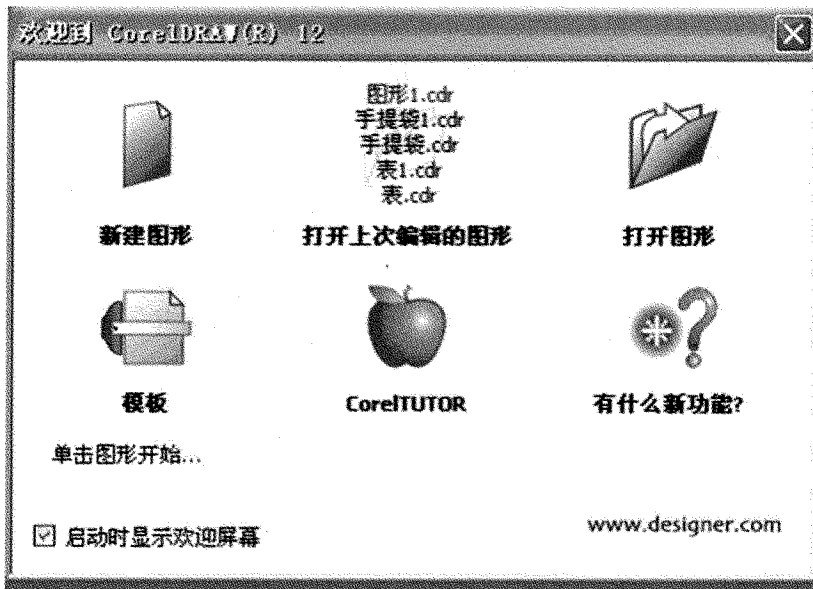 欢迎到 CorelDRAW(R) 12
图形1.cdr
手提袋1.cdr
手提袋.cdr
表1.cdr
表.cdr
新建图形
打开上次编辑的图形
打开图形
模板
CorelTUTOR
有什么新功能?
单击图形开始...
启动时显示欢迎屏幕
www.designer.com